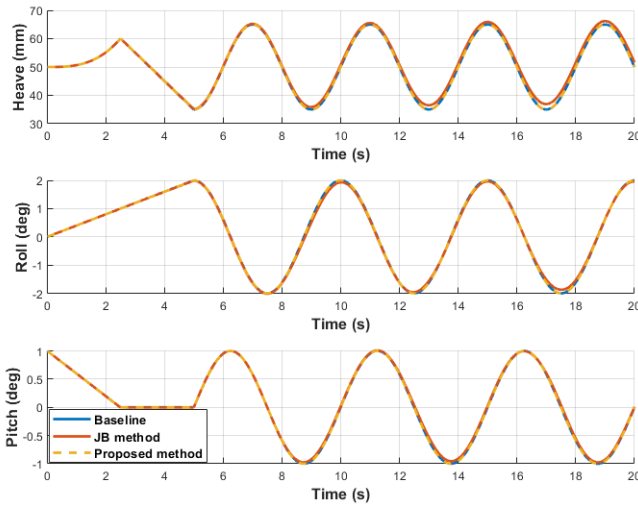 70
60
50
40
30
Heave (mm)
0 2 4 6 8 10 12 14 16 18 20
Time (s)
2
1
0
-1
-2
Roll (deg)
0 2 4 6 8 10 12 14 16 18 20
Time (s)
1
0.5
0
-0.5
-1
Pitch (deg)
Baseline
JB method
Proposed method
0 2 4 6 8 10 12 14 16 18 20
Time (s)